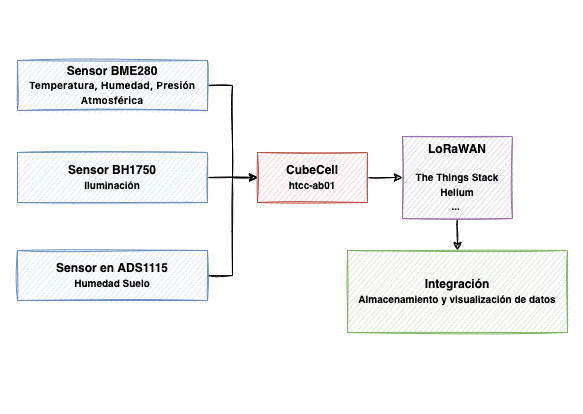 Sensor BME280
Temperatura, Humedad, Presión
Atmosférica
Sensor BH1750
Iluminación
Sensor en ADS1115
Humedad Suelo
CubeCell
htcc-ab01
LoRaWAN
The Things Stack
Helium
...
Integración
Almacenamiento y visualización de datos